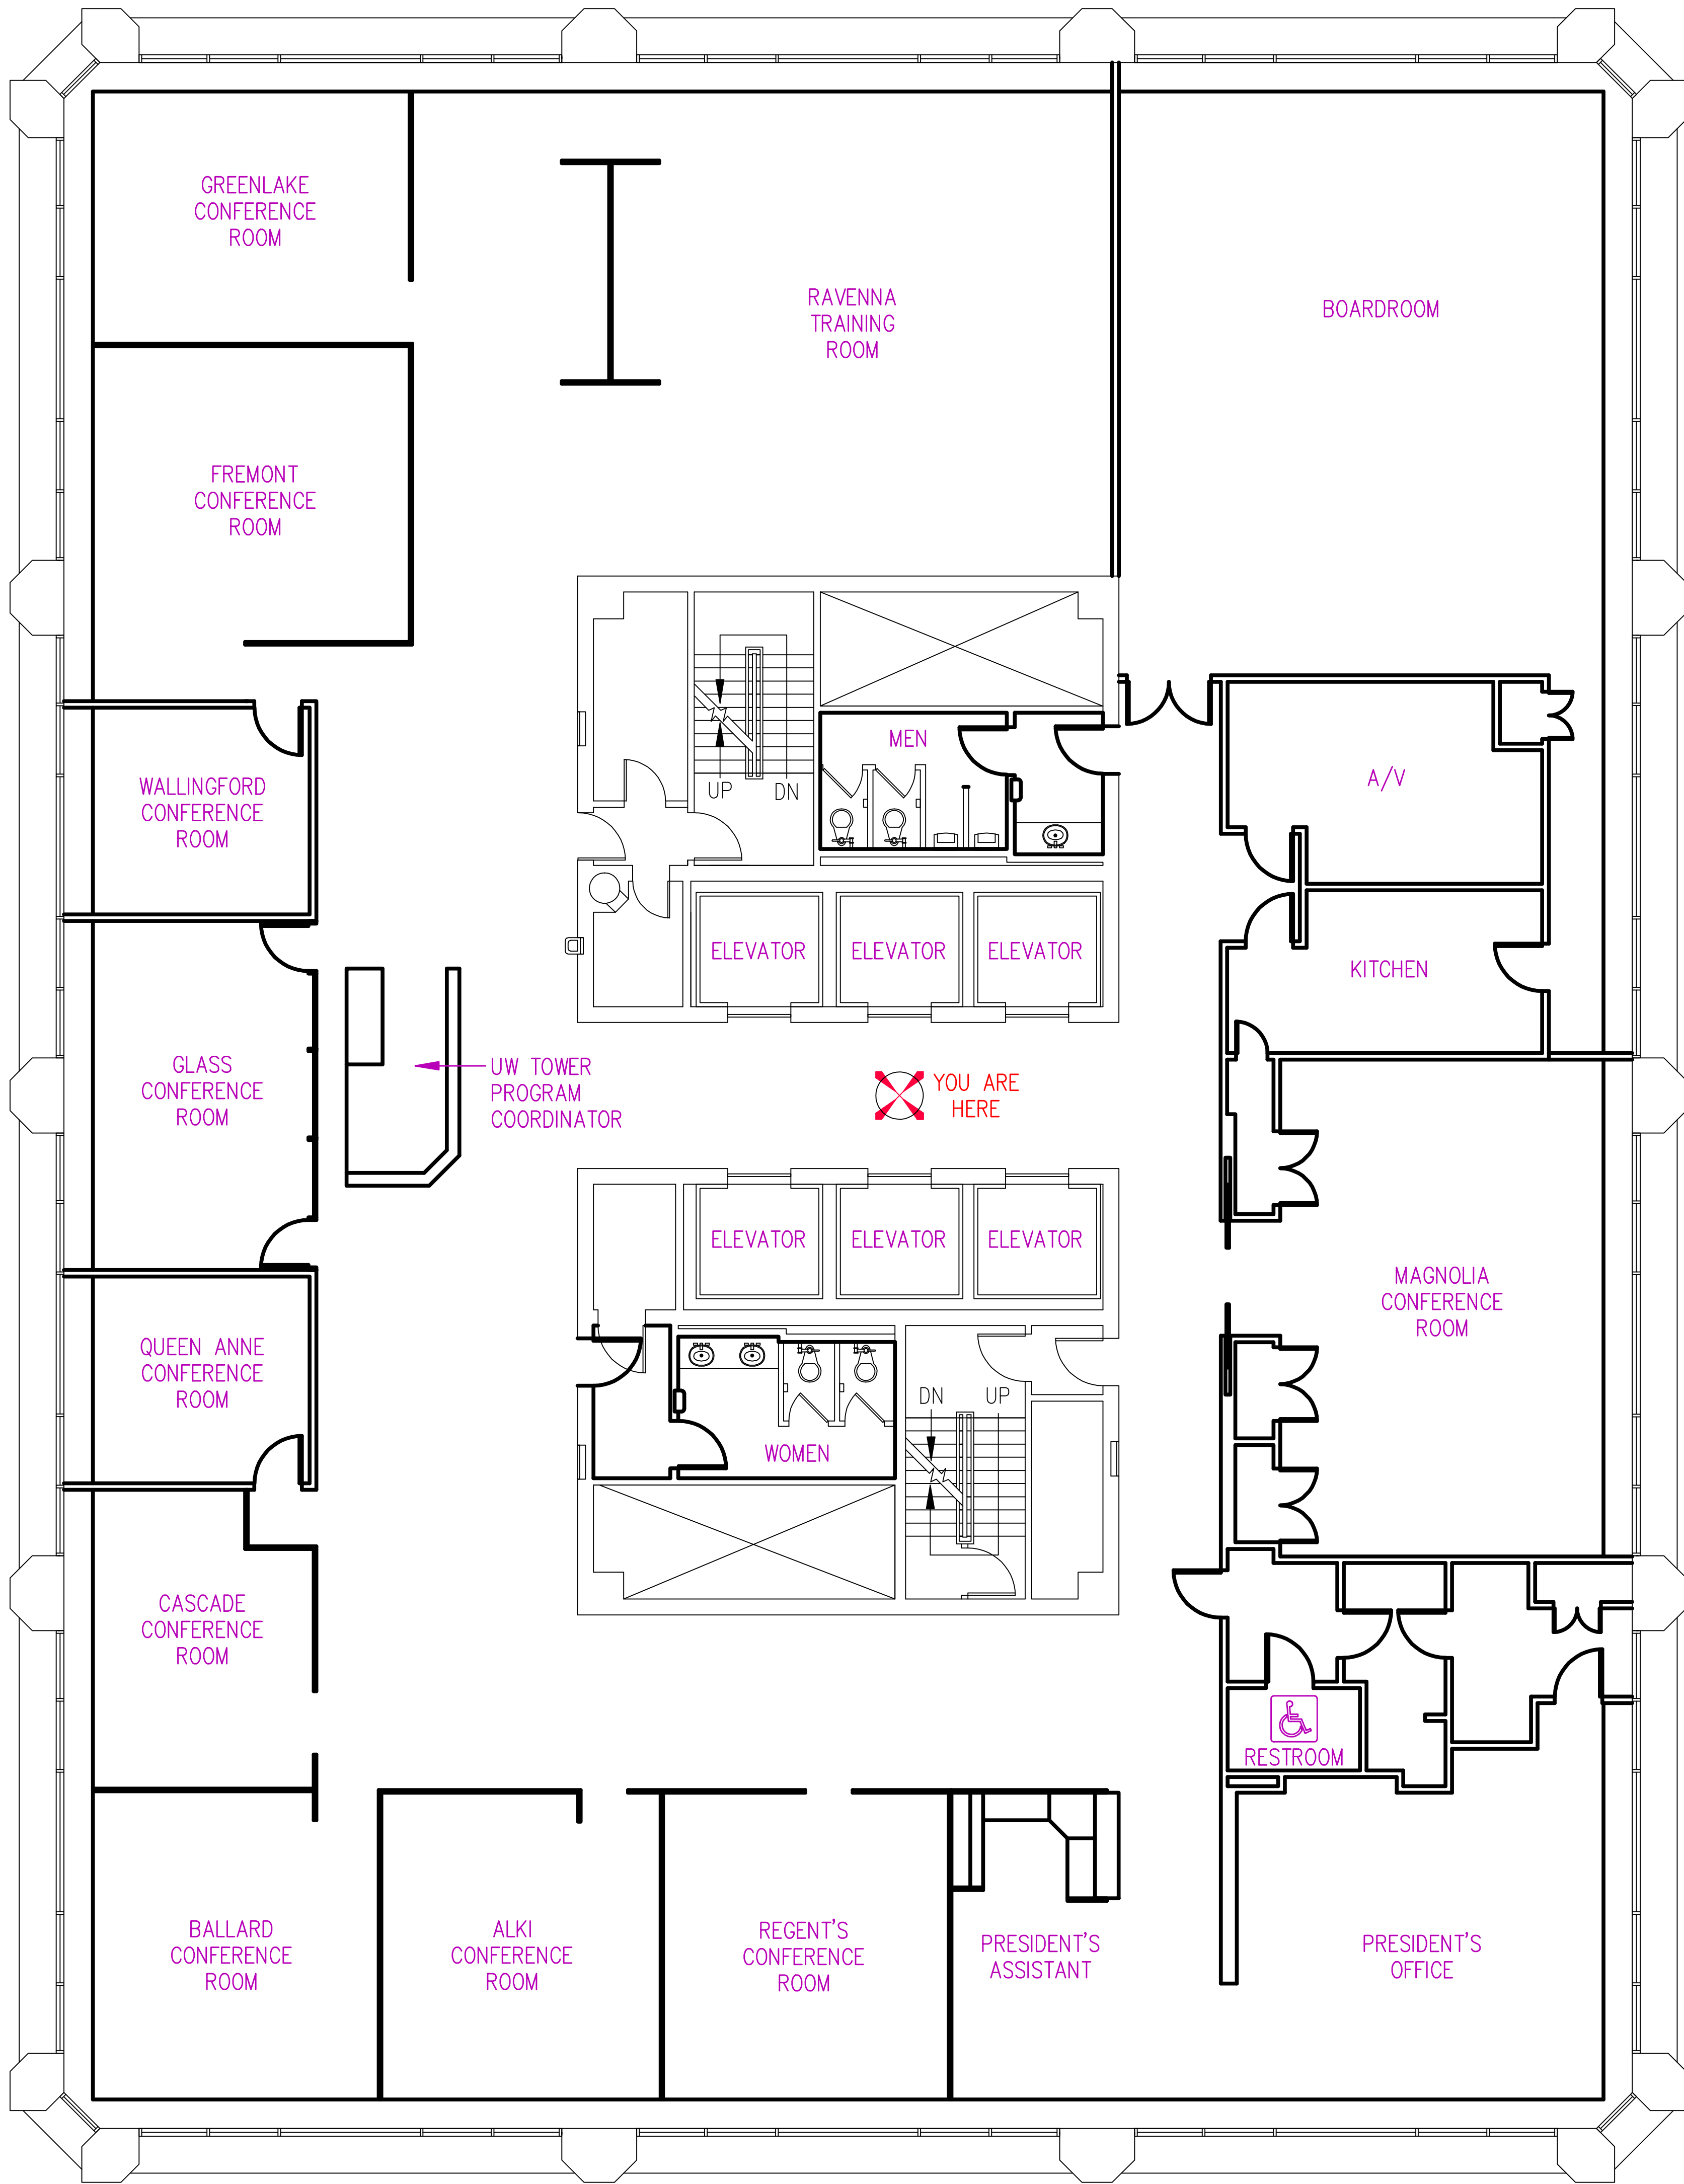 GREENLAKE
CONFERENCE
ROOM
RAVENNA
TRAINING
ROOM
BOARDROOM
FREMONT
CONFERENCE
ROOM
MEN
UP
DN
A/V
WALLINGFORD
CONFERENCE
ROOM
ELEVATOR
ELEVATOR
ELEVATOR
KITCHEN
GLASS
CONFERENCE
ROOM
UW TOWER
PROGRAM
COORDINATOR
YOU ARE
HERE
ELEVATOR
ELEVATOR
ELEVATOR
MAGNOLIA
CONFERENCE
ROOM
QUEEN ANNE
CONFERENCE
ROOM
DN
UP
WOMEN
CASCADE
CONFERENCE
ROOM
RESTROOM
BALLARD
CONFERENCE
ROOM
ALKI
CONFERENCE
ROOM
REGENT'S
CONFERENCE
ROOM
PRESIDENT'S
ASSISTANT
PRESIDENT'S
OFFICE